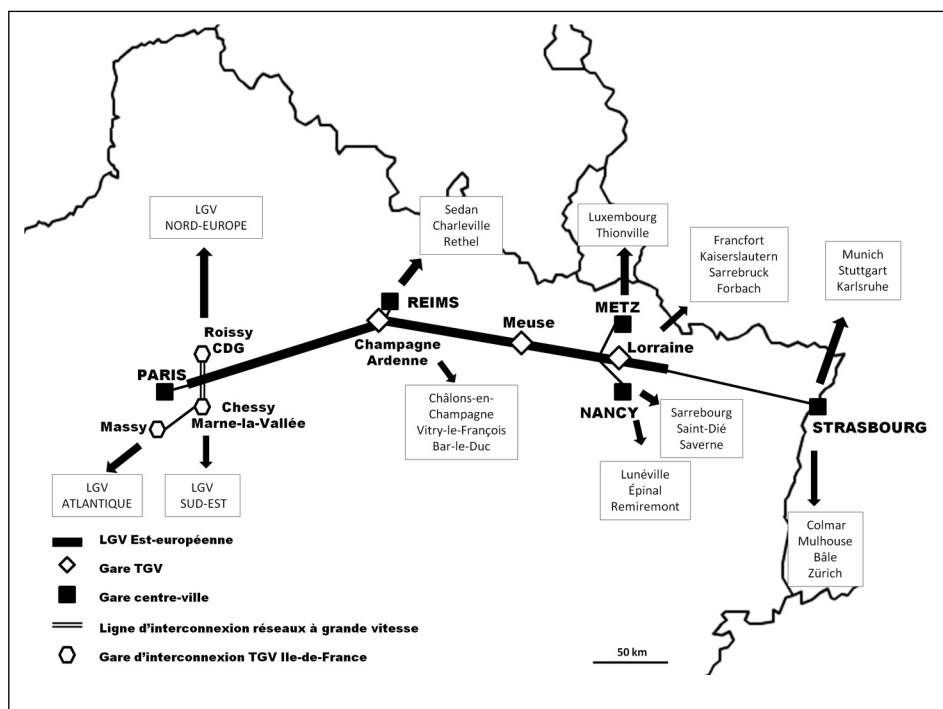 LGV
NORD-EUROPE
Sedan
Charleville
Rethel
Luxembourg
Thionville
Francfort
Kaiserslautern
Sarrebruck
Forbach
Munich
Stuttgart
Karlsruhe
REIMS
METZ
Meuse
Roissy
CDG
Champagne
Ardenne
Lorraine
PARIS
Chessy
Marne-la-Vallée
Massy
NANCY
STRASBOURG
Châlons-en-
Champagne
Vitry-le-François
Bar-le-Duc
Sarrebourg
Saint-Dié
Saverne
LGV
ATLANTIQUE
LGV
SUD-EST
Lunéville
Épinal
Remiremont
Colmar
Mulhouse
Bâle
Zürich
LGV Est-européenne
Gare TGV
Gare centre-ville
Ligne d'interconnexion réseaux à grande vitesse
Gare d'interconnexion TGV Ile-de-France
50 km